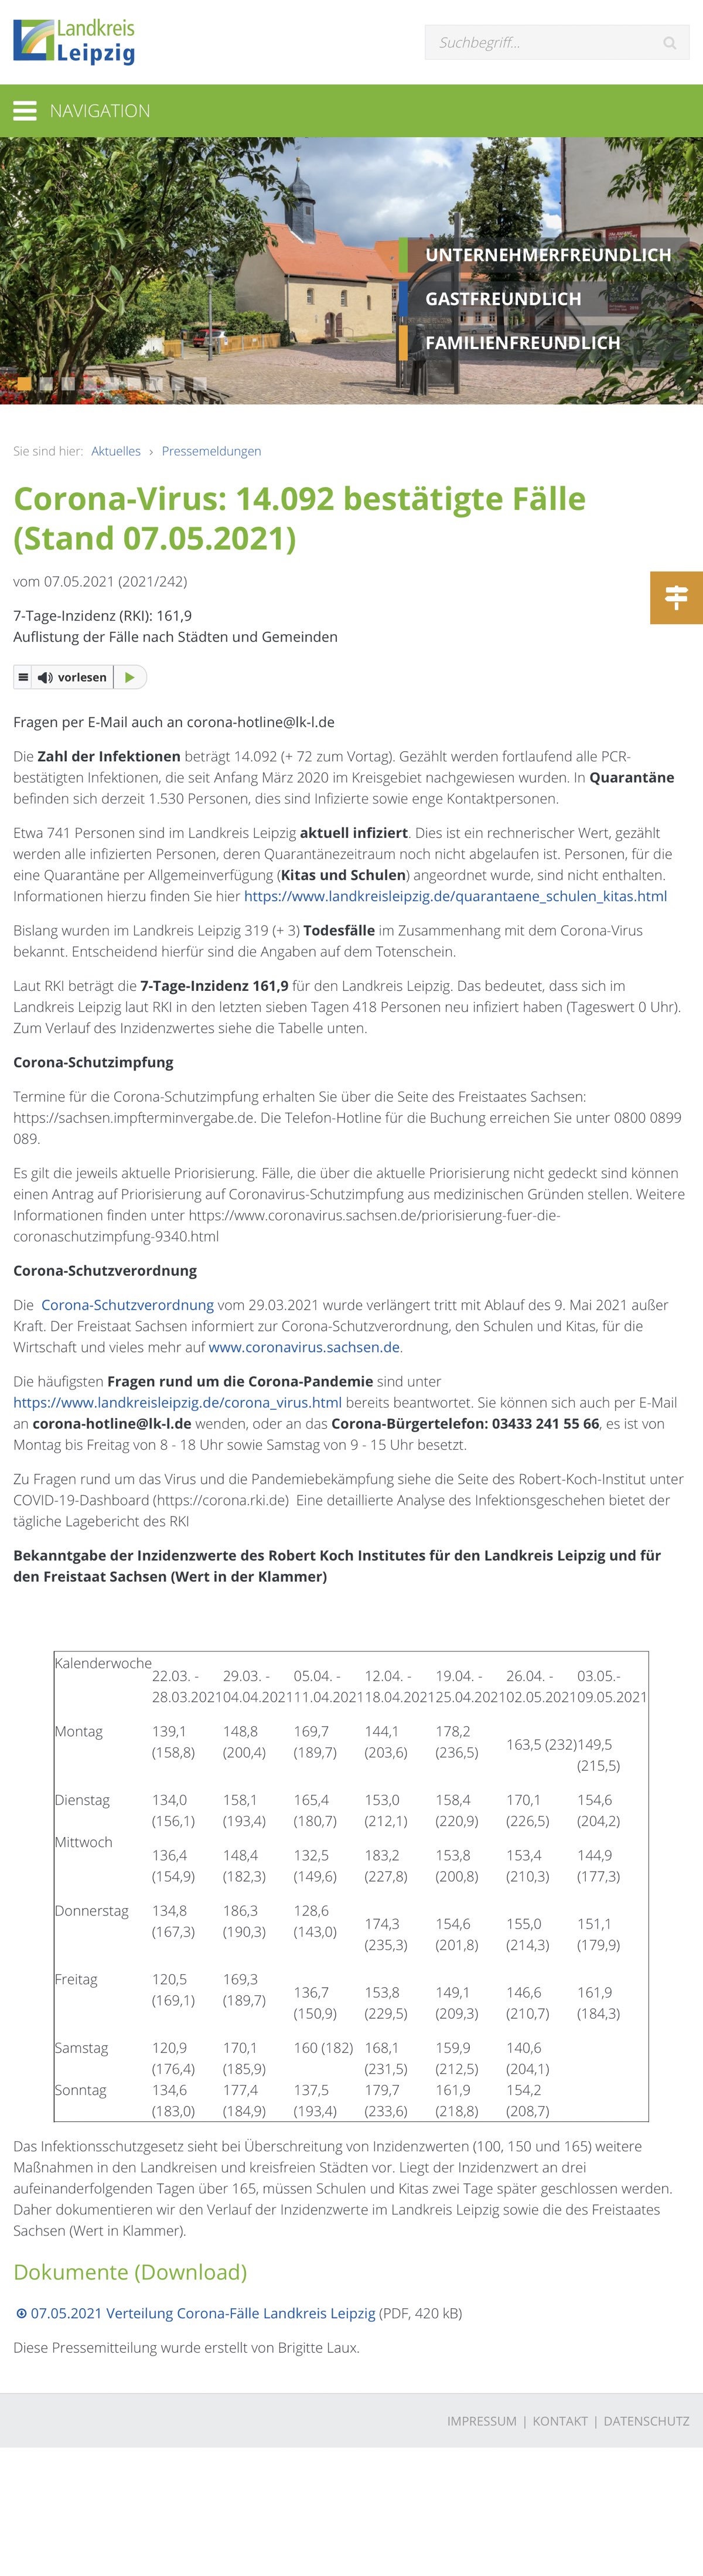 Landkreis
Leipzig
Suchbegriff...
NAVIGATION
UNTERNEHMERFREUNDLICH
GASTFREUNDLICH
FAMILIENFREUNDLICH
Sie sind hier: Aktuelles › Pressemeldungen
Corona-Virus: 14.092 bestätigte Fälle
(Stand 07.05.2021)
vom 07.05.2021 (2021/242)
7-Tage-Inzidenz (RKI): 161,9
Auflistung der Fälle nach Städten und Gemeinden
vorlesen
Fragen per E-Mail auch an corona-hotline@lk-l.de
Die Zahl der Infektionen beträgt 14.092 (+ 72 zum Vortag). Gezählt werden fortlaufend alle PCR-
bestätigten Infektionen, die seit Anfang März 2020 im Kreisgebiet nachgewiesen wurden. In Quarantäne
befinden sich derzeit 1.530 Personen, dies sind Infizierte sowie enge Kontaktpersonen.
Etwa 741 Personen sind im Landkreis Leipzig aktuell infiziert. Dies ist ein rechnerischer Wert, gezählt
werden alle infizierten Personen, deren Quarantänezeitraum noch nicht abgelaufen ist. Personen, für die
eine Quarantäne per Allgemeinverfügung (Kitas und Schulen) angeordnet wurde, sind nicht enthalten.
Informationen hierzu finden Sie hier https://www.landkreisleipzig.de/quarantaene_schulen_kitas.html
Bislang wurden im Landkreis Leipzig 319 (+ 3) Todesfälle im Zusammenhang mit dem Corona-Virus
bekannt. Entscheidend hierfür sind die Angaben auf dem Totenschein.
Laut RKI beträgt die 7-Tage-Inzidenz 161,9 für den Landkreis Leipzig. Das bedeutet, dass sich im
Landkreis Leipzig laut RKI in den letzten sieben Tagen 418 Personen neu infiziert haben (Tageswert 0 Uhr).
Zum Verlauf des Inzidenzwertes siehe die Tabelle unten.
Corona-Schutzimpfung
Termine für die Corona-Schutzimpfung erhalten Sie über die Seite des Freistaates Sachsen:
https://sachsen.impfterminvergabe.de. Die Telefon-Hotline für die Buchung erreichen Sie unter 0800 0899
089.
Es gilt die jeweils aktuelle Priorisierung. Fälle, die über die aktuelle Priorisierung nicht gedeckt sind können
einen Antrag auf Priorisierung auf Coronavirus-Schutzimpfung aus medizinischen Gründen stellen. Weitere
Informationen finden unter https://www.coronavirus.sachsen.de/priorisierung-fuer-die-
coronaschutzimpfung-9340.html
Corona-Schutzverordnung
Die Corona-Schutzverordnung vom 29.03.2021 wurde verlängert tritt mit Ablauf des 9. Mai 2021 außer
Kraft. Der Freistaat Sachsen informiert zur Corona-Schutzverordnung, den Schulen und Kitas, für die
Wirtschaft und vieles mehr auf www.coronavirus.sachsen.de.
Die häufigsten Fragen rund um die Corona-Pandemie sind unter
https://www.landkreisleipzig.de/corona_virus.html bereits beantwortet. Sie können sich auch per E-Mail
an corona-hotline@lk-l.de wenden, oder an das Corona-Bürgertelefon: 03433 241 55 66, es ist von
Montag bis Freitag von 8 - 18 Uhr sowie Samstag von 9 - 15 Uhr besetzt.
Zu Fragen rund um das Virus und die Pandemiebekämpfung siehe die Seite des Robert-Koch-Institut unter
COVID-19-Dashboard (https://corona.rki.de) Eine detaillierte Analyse des Infektionsgeschehen bietet der
tägliche Lagebericht des RKI
Bekanntgabe der Inzidenzwerte des Robert Koch Institutes für den Landkreis Leipzig und für
den Freistaat Sachsen (Wert in der Klammer)
Kalenderwoche
22.03. - 29.03. - 05.04. - 12.04. - 19.04. - 26.04. - 03.05.-
28.03.2021 04.04.2021 11.04.2021 18.04.2021 25.04.2021 02.05.2021 09.05.2021
Montag 139,1 148,8 169,7 144,1 178,2 163,5 (232) 149,5
(158,8) (200,4) (189,7) (203,6) (236,5) (215,5)
Dienstag 134,0 158,1 165,4 153,0 158,4 170,1 154,6
(156,1) (193,4) (180,7) (212,1) (220,9) (226,5) (204,2)
Mittwoch
136,4 148,4 132,5 183,2 153,8 153,4 144,9
(154,9) (182,3) (149,6) (227,8) (200,8) (210,3) (177,3)
Donnerstag 134,8 186,3 128,6 174,3 154,6 155,0 151,1
(167,3) (190,3) (143,0) (235,3) (201,8) (214,3) (179,9)
Freitag 120,5 169,3 136,7 153,8 149,1 146,6 161,9
(169,1) (189,7) (150,9) (229,5) (209,3) (210,7) (184,3)
Samstag 120,9 170,1 160 (182) 168,1 159,9 140,6
(176,4) (185,9) (231,5) (212,5) (204,1)
Sonntag 134,6 177,4 137,5 179,7 161,9 154,2
(183,0) (184,9) (193,4) (233,6) (218,8) (208,7)
Das Infektionsschutzgesetz sieht bei Überschreitung von Inzidenzwerten (100, 150 und 165) weitere
Maßnahmen in den Landkreisen und kreisfreien Städten vor. Liegt der Inzidenzwert an drei
aufeinanderfolgenden Tagen über 165, müssen Schulen und Kitas zwei Tage später geschlossen werden.
Daher dokumentieren wir den Verlauf der Inzidenzwerte im Landkreis Leipzig sowie die des Freistaates
Sachsen (Wert in Klammer).
Dokumente (Download)
07.05.2021 Verteilung Corona-Fälle Landkreis Leipzig (PDF, 420 kB)
Diese Pressemitteilung wurde erstellt von Brigitte Laux.
IMPRESSUM | KONTAKT | DATENSCHUTZ